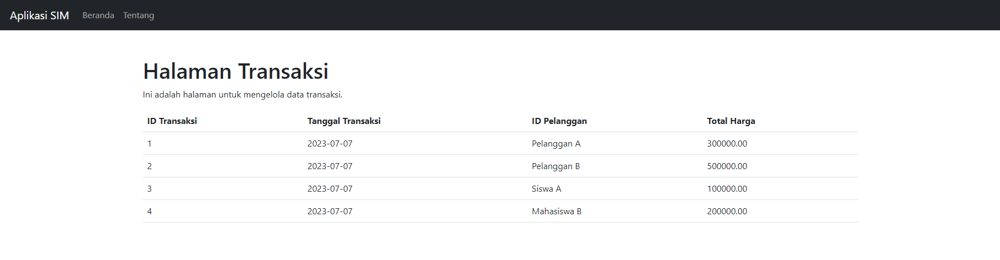 Aplikasi SIM Beranda Tentang
Halaman Transaksi
Ini adalah halaman untuk mengelola data transaksi.
ID Transaksi Tanggal Transaksi ID Pelanggan Total Harga
1 2023-07-07 Pelanggan A 300000.00
2 2023-07-07 Pelanggan B 500000.00
3 2023-07-07 Siswa A 100000.00
4 2023-07-07 Mahasiswa B 200000.00